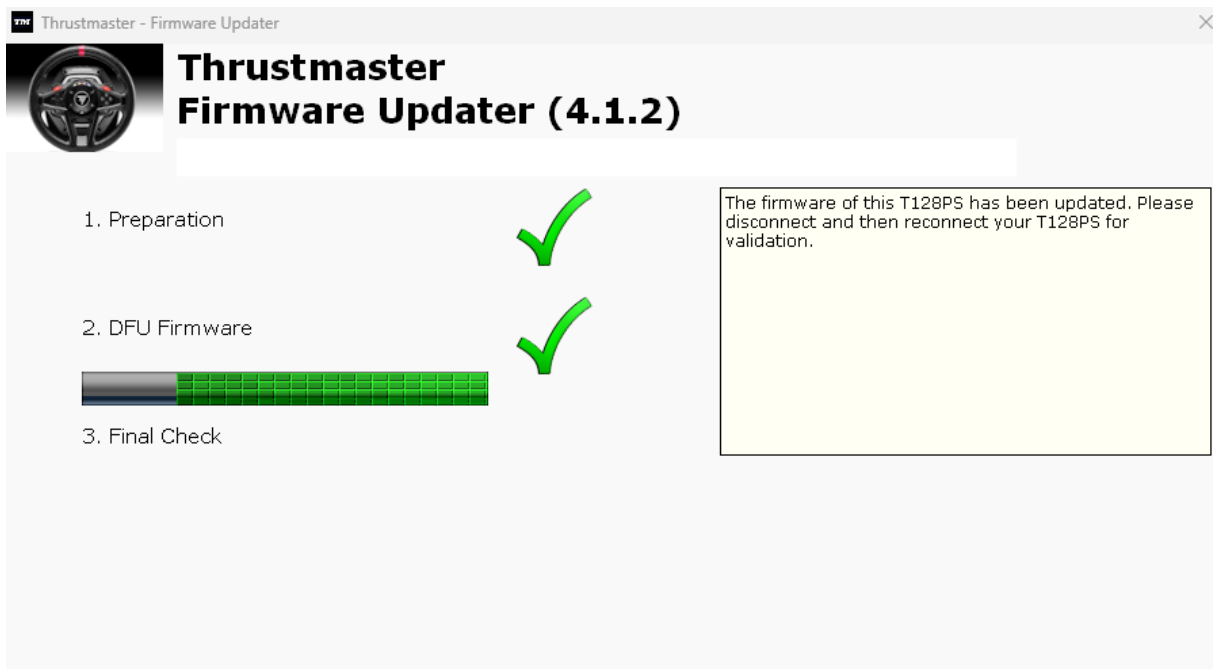 TM Thrustmaster - Firmware Updater
Thrustmaster
Firmware Updater (4.1.2)
1. Preparation
2. DFU Firmware
3. Final Check
The firmware of this T128PS has been updated. Please
disconnect and then reconnect your T128PS for
validation.